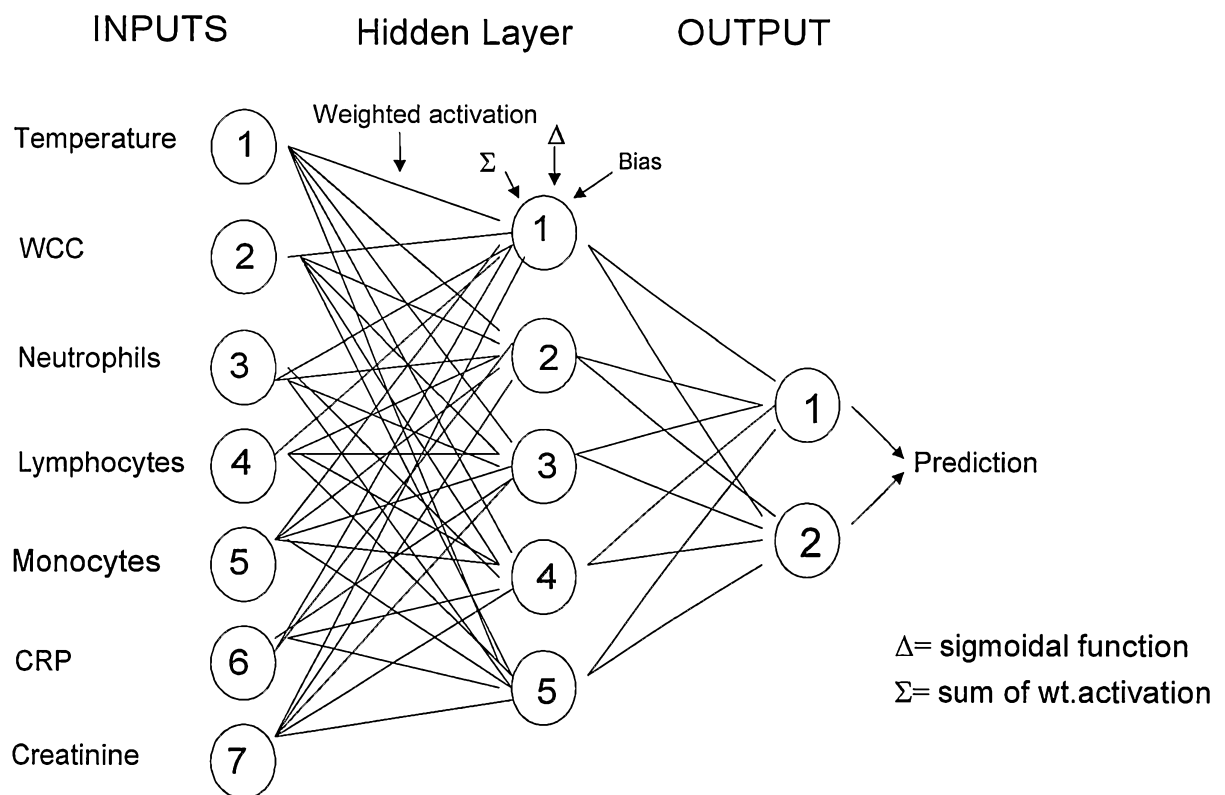 INPUTS Hidden Layer OUTPUT
Weighted activation
Δ
Σ
Bias
Temperature 1
WCC 2
Neutrophils 3
Lymphocytes 4
Monocytes 5
CRP 6
Creatinine 7
1
2
3
4
5
1
2
Prediction
Δ= sigmoidal function
Σ= sum of wt.activation